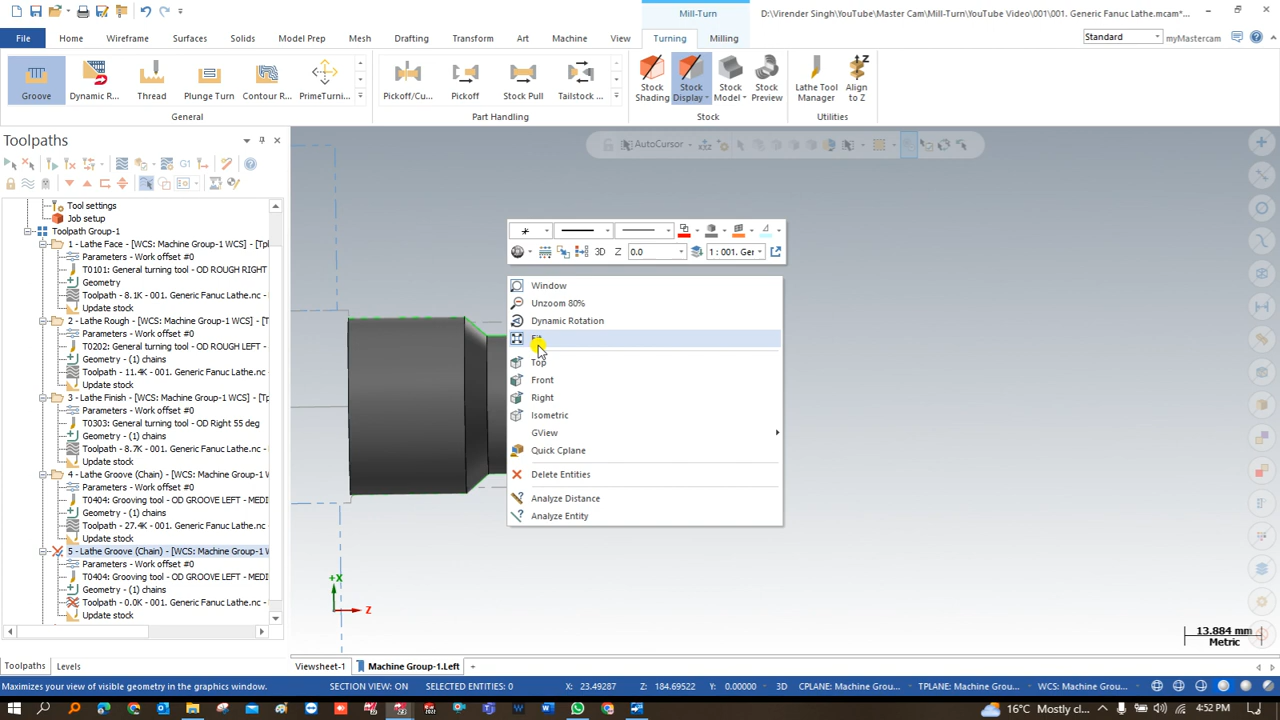 Mill-Turn
D:\Virender Singh\YouTube\Master Cam\Mill-Turn\YouTube Video\001\001. Generic Fanuc Lathe.mcam*...
File Home Wireframe Surfaces Solids Model Prep Mesh Drafting Transform Art Machine View Turning Milling
Standard
myMastercam
Groove Dynamic R... Thread Plunge Turn Contour R... PrimeTurni...
General
Pickoff/Cu... Pickoff Stock Pull Tailstock ...
Part Handling
Stock Shading
Stock Display
Stock Model
Stock Preview
Stock
Lathe Tool Manager
Align to Z
Utilities
Toolpaths
G1
AutoCursor
Tool settings
Job setup
Toolpath Group-1
1 - Lathe Face - [WCS: Machine Group-1 WCS] - [Tpl
Parameters - Work offset #0
T0101: General turning tool - OD ROUGH RIGHT
Toolpath - 8.1K - 001. Generic Fanuc Lathe.nc -
Update stock
2 - Lathe Rough - [WCS: Machine Group-1 WCS] - [T
Parameters - Work offset #0
T0202: General turning tool - OD ROUGH LEFT -
Geometry - (1) chains
Toolpath - 11.4K - 001. Generic Fanuc Lathe.nc
Update stock
3 - Lathe Finish - [WCS: Machine Group-1 WCS] - [Tp
Parameters - Work offset #0
T0303: General turning tool - OD Right 55 deg
Geometry - (1) chains
Toolpath - 8.7K - 001. Generic Fanuc Lathe.nc -
Update stock
4 - Lathe Groove (Chain) - [WCS: Machine Group-1 W
Parameters - Work offset #0
T0404: Grooving tool - OD GROOVE LEFT - MEDI
Geometry - (1) chains
Toolpath - 27.4K - 001. Generic Fanuc Lathe.nc
Update stock
5 - Lathe Groove (Chain) - [WCS: Machine Group-1 W
Parameters - Work offset #0
T0404: Grooving tool - OD GROOVE LEFT - MEDI
Geometry - (1) chains
Toolpath - 0.0K - 001. Generic Fanuc Lathe.nc -
Update stock
3D Z 0.0 1 : 001. Ger
Window
Unzoom 80%
Dynamic Rotation
Top
Front
Right
Isometric
GView
Quick Cplane
Delete Entities
Analyze Distance
Analyze Entity
+X
Z
13.884 mm
Metric
Toolpaths Levels
Viewsheet-1 Machine Group-1.Left +
Maximizes your view of visible geometry in the graphics window.
SECTION VIEW: ON SELECTED ENTITIES: 0 X: 23.49287 Z: 184.69522 Y: 0.00000 3D CPLANE: Machine Grou... TPLANE: Machine Grou... WCS: Machine Grou...
16°C Mostly cl... ENG 4:52 PM